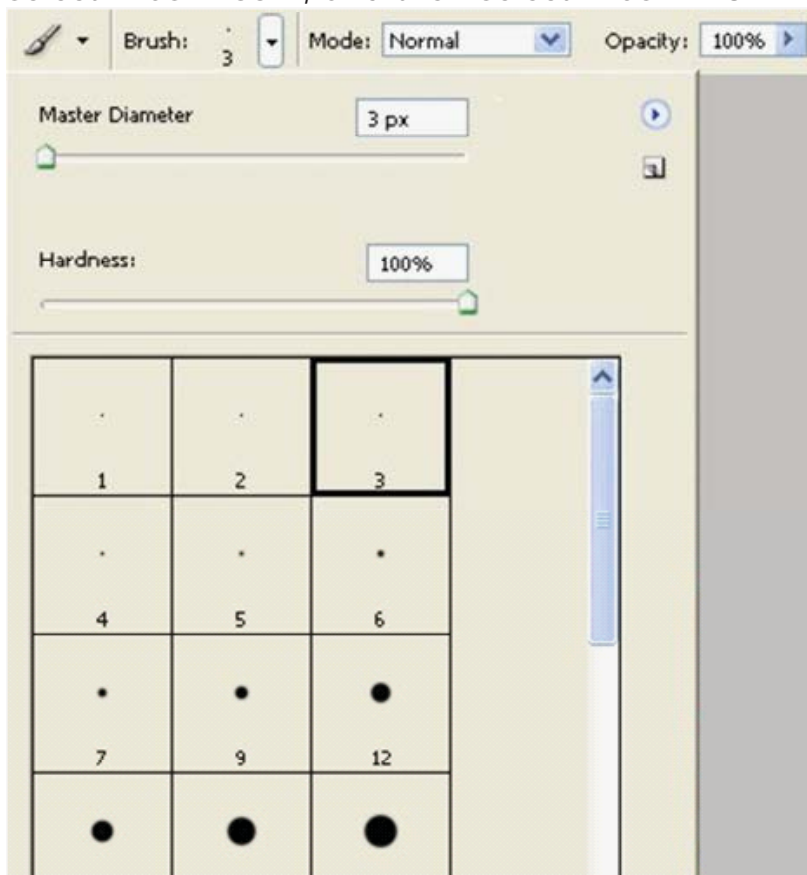 Brush: 3 Mode: Normal Opacity: 100%
Master Diameter 3 px
Hardness: 100%
1 2 3
4 5 6
7 9 12